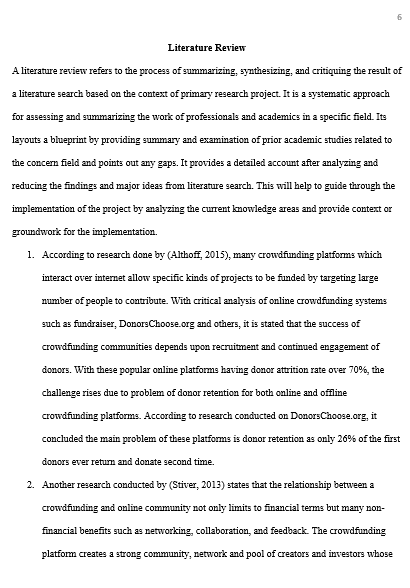 6
Literature Review
A literature review refers to the process of summarizing, synthesizing, and critiquing the result of
a literature search based on the context of primary research project. It is a systematic approach
for assessing and summarizing the work of professionals and academics in a specific field. Its
layouts a blueprint by providing summary and examination of prior academic studies related to
the concern field and points out any gaps. It provides a detailed account after analyzing and
reducing the findings and major ideas from literature search. This will help to guide through the
implementation of the project by analyzing the current knowledge areas and provide context or
groundwork for the implementation.
1. According to research done by (Althoff, 2015), many crowdfunding platforms which
interact over internet allow specific kinds of projects to be funded by targeting large
number of people to contribute. With critical analysis of online crowdfunding systems
such as fundraiser, DonorsChoose.org and others, it is stated that the success of
crowdfunding communities depends upon recruitment and continued engagement of
donors. With these popular online platforms having donor attrition rate over 70%, the
challenge rises due to problem of donor retention for both online and offline
crowdfunding platforms. According to research conducted on DonorsChoose.org, it
concluded the main problem of these platforms is donor retention as only 26% of the first
donors ever return and donate second time.
2. Another research conducted by (Stiver, 2013) states that the relationship between a
crowdfunding and online community not only limits to financial terms but many non-
financial benefits such as networking, collaboration, and feedback. The crowdfunding
platform creates a strong community, network and pool of creators and investors whose